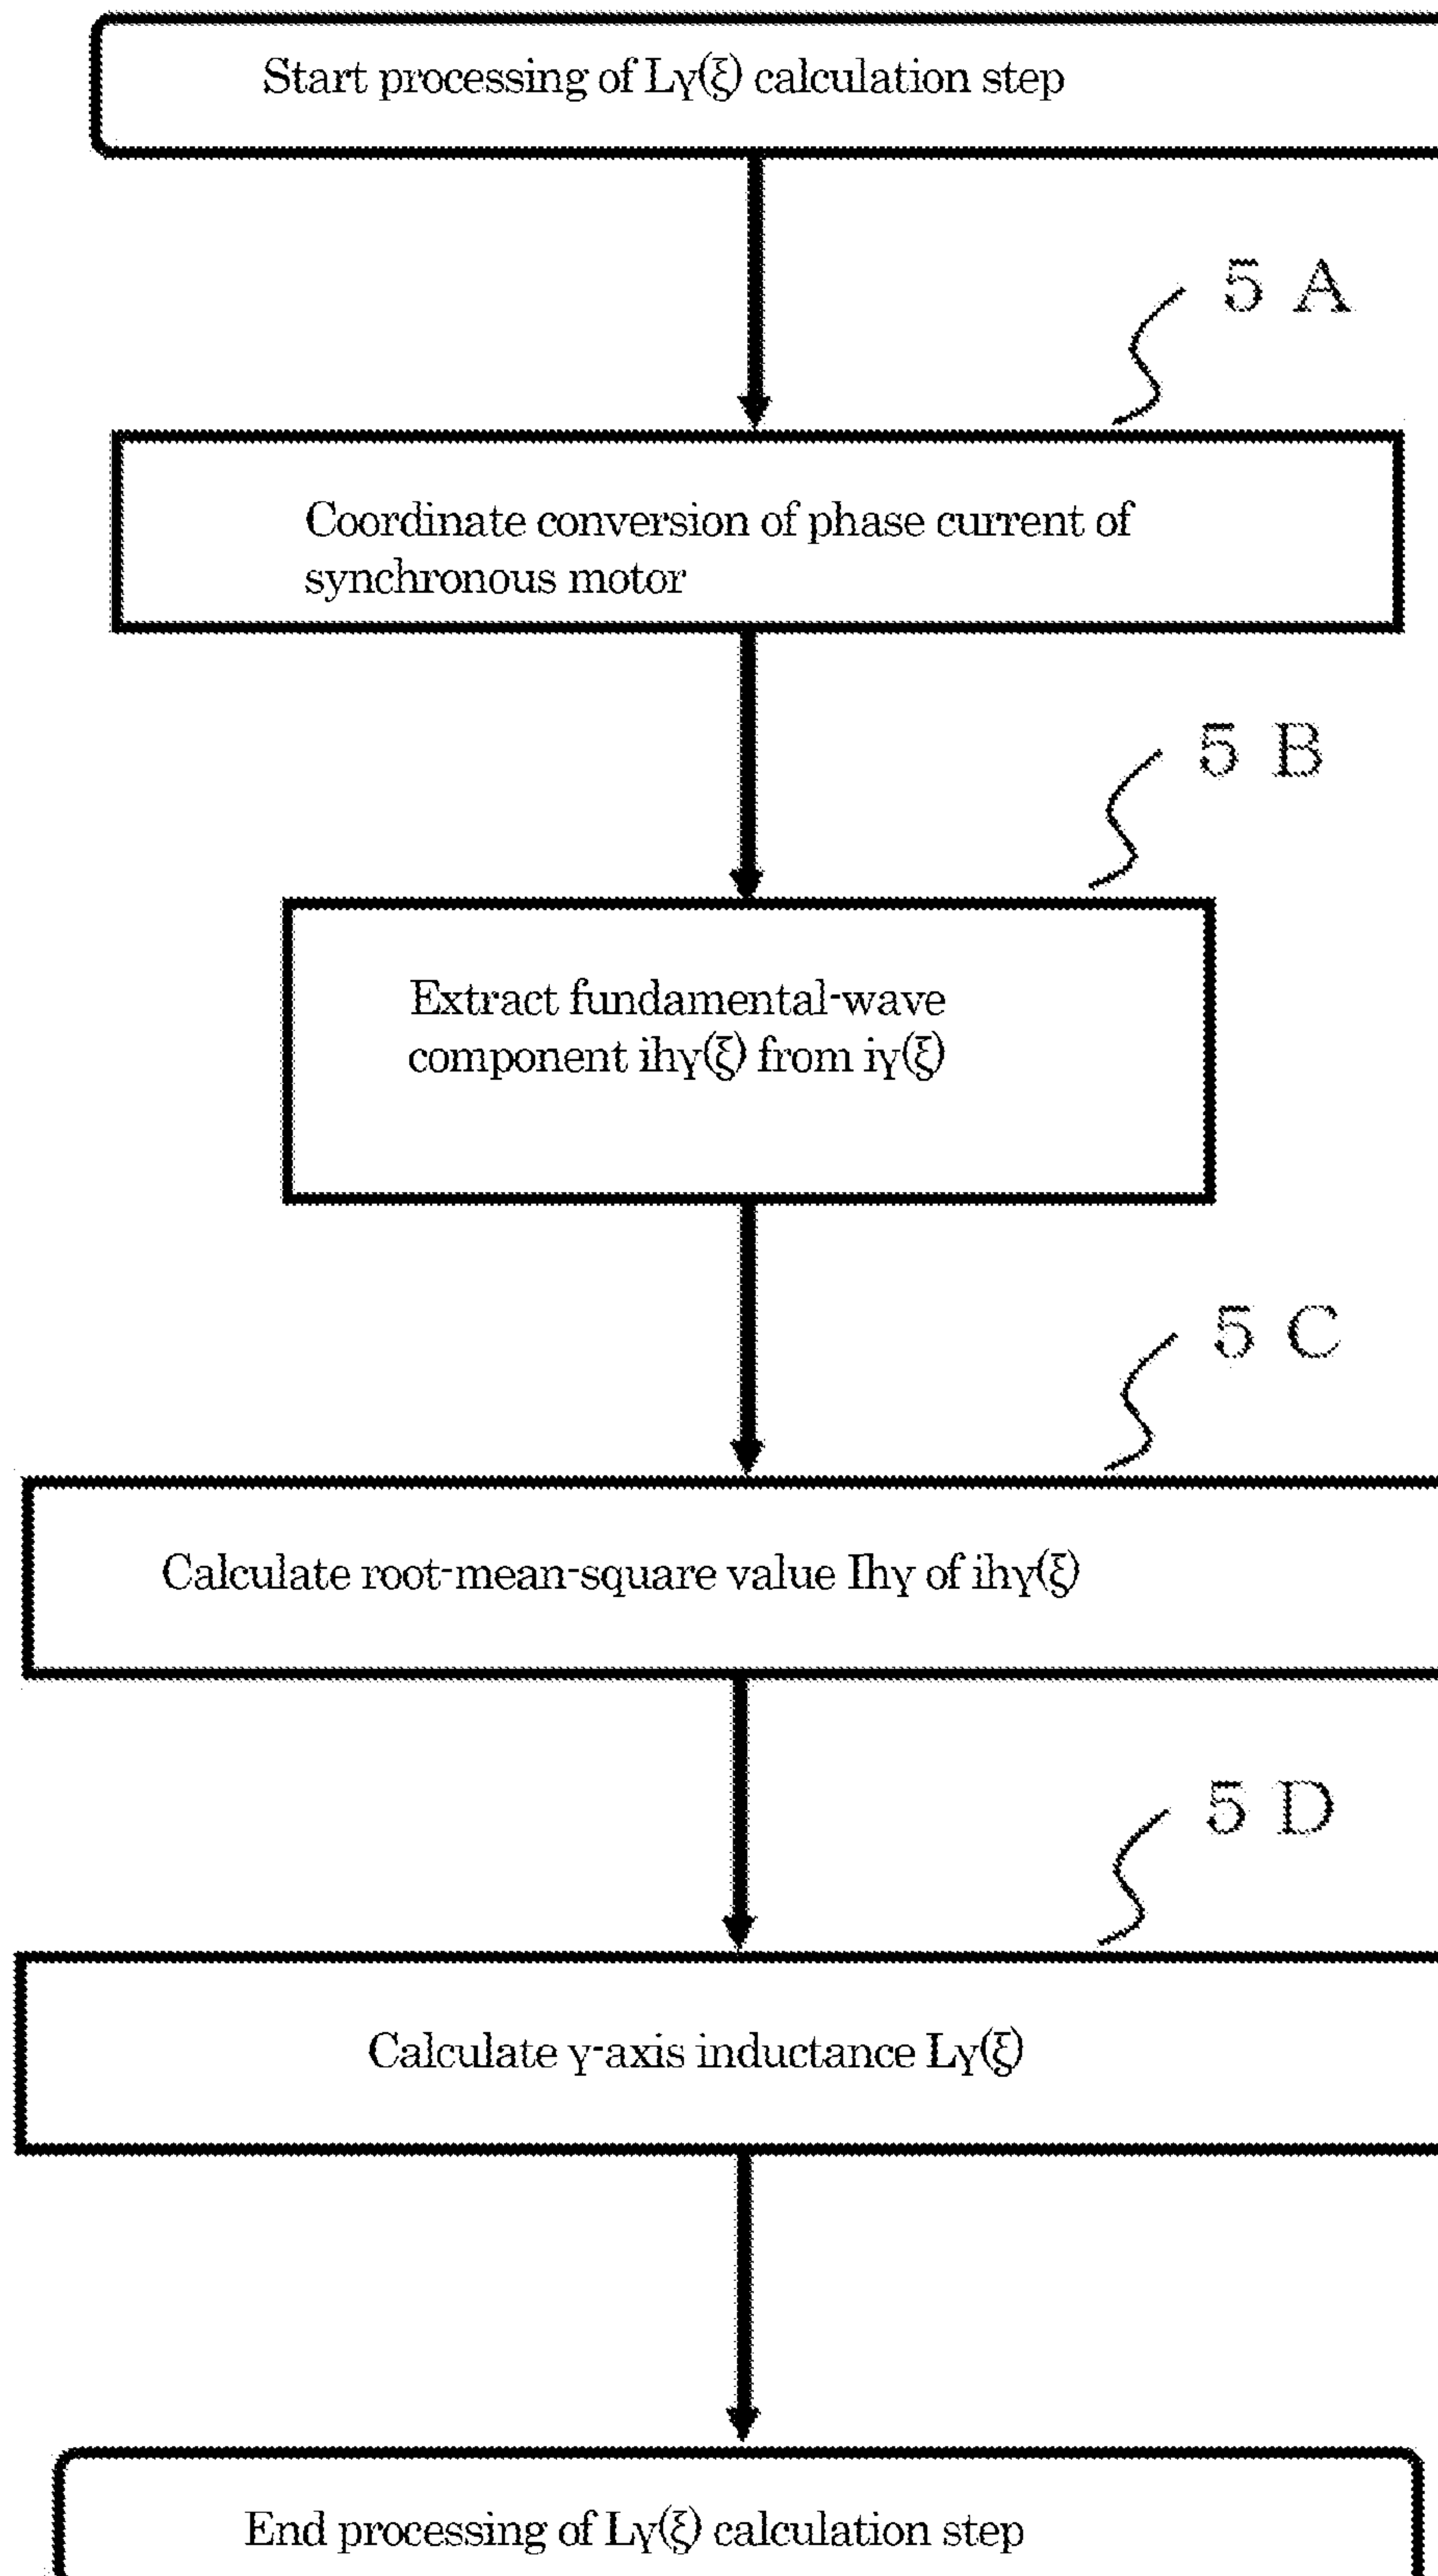 Start processing of Lγ(ξ) calculation step
5 A
Coordinate conversion of phase current of
synchronous motor
5 B
Extract fundamental-wave
component ihγ(ξ) from iγ(ξ)
5 C
Calculate root-mean-square value Ihγ of ihγ(ξ)
5 D
Calculate γ-axis inductance Lγ(ξ)
End processing of Lγ(ξ) calculation step